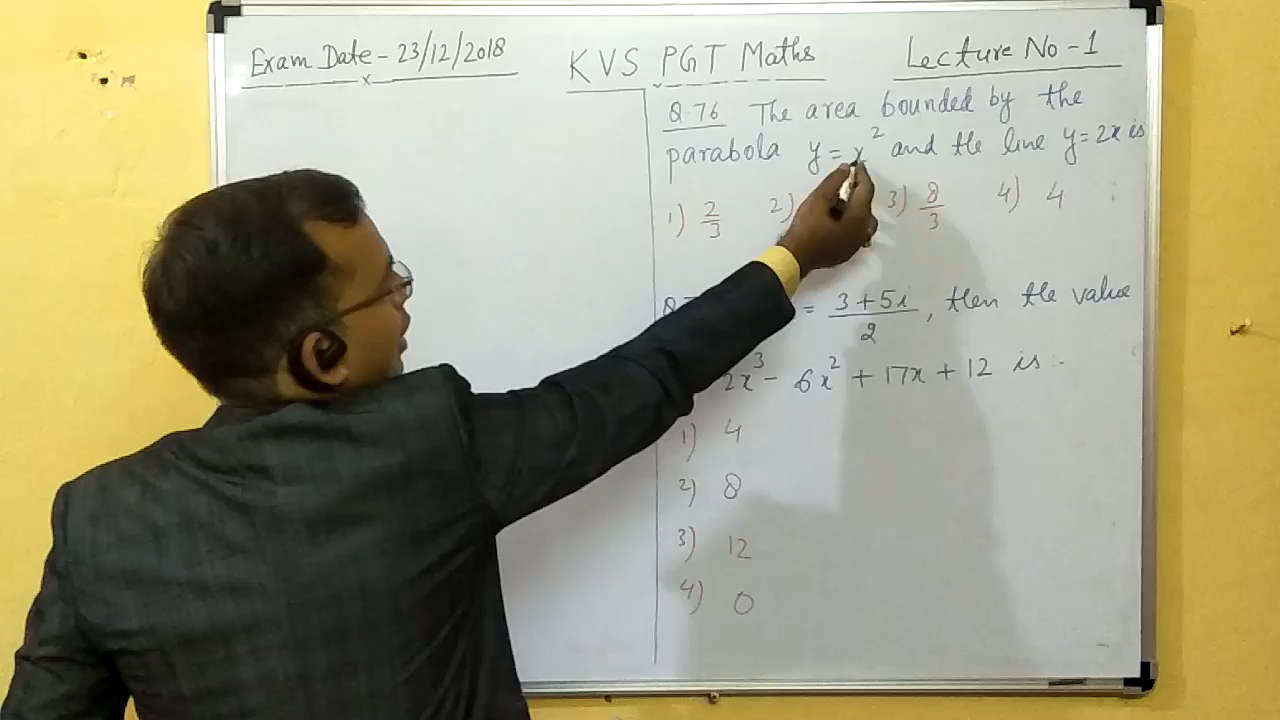 Exam Date - 23/12/2018
KVS PGT Maths
Lecture No - 1
Q.76 The area bounded by the
parabola y = x² and the line y = 2x is
1) 2/3 2) 3) 8/3 4) 4
= (3 + 5i)/2, then the value
2x³ - 6x² + 17x + 12 is :-
1) 4
2) 8
3) 12
4) 0